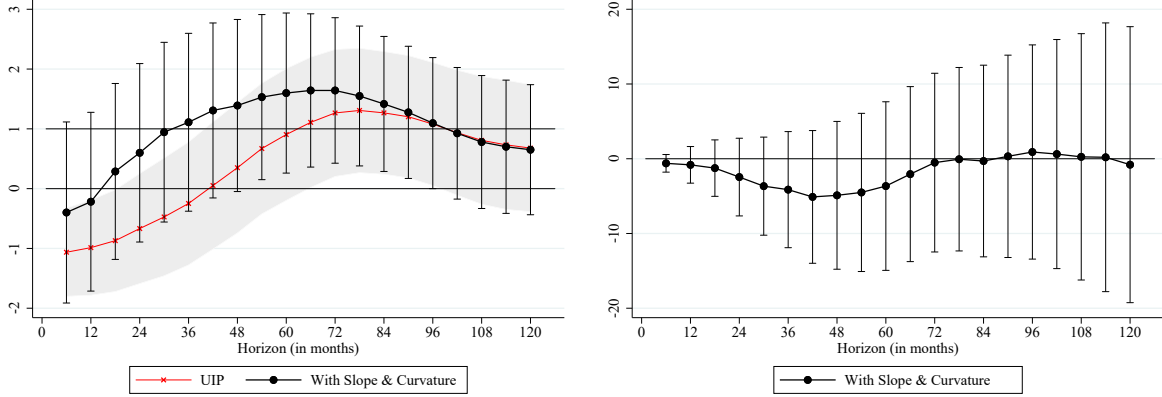 3
2
1
0
-1
-2
0 12 24 36 48 60 72 84 96 108 120
Horizon (in months)
UIP With Slope & Curvature
20
10
0
-10
-20
0 12 24 36 48 60 72 84 96 108 120
Horizon (in months)
With Slope & Curvature